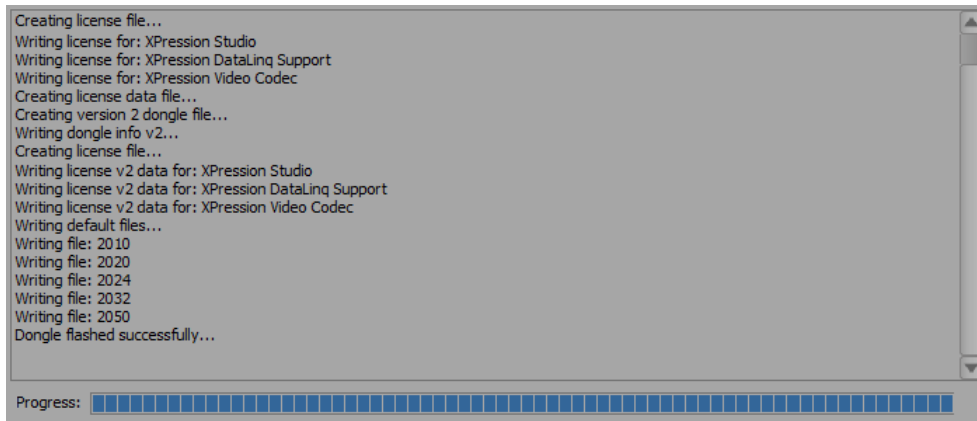 Creating license file...
Writing license for: XPression Studio
Writing license for: XPression DataLinq Support
Writing license for: XPression Video Codec
Creating license data file...
Creating version 2 dongle file...
Writing dongle info v2...
Creating license file...
Writing license v2 data for: XPression Studio
Writing license v2 data for: XPression DataLinq Support
Writing license v2 data for: XPression Video Codec
Writing default files...
Writing file: 2010
Writing file: 2020
Writing file: 2024
Writing file: 2032
Writing file: 2050
Dongle flashed successfully...
Progress: